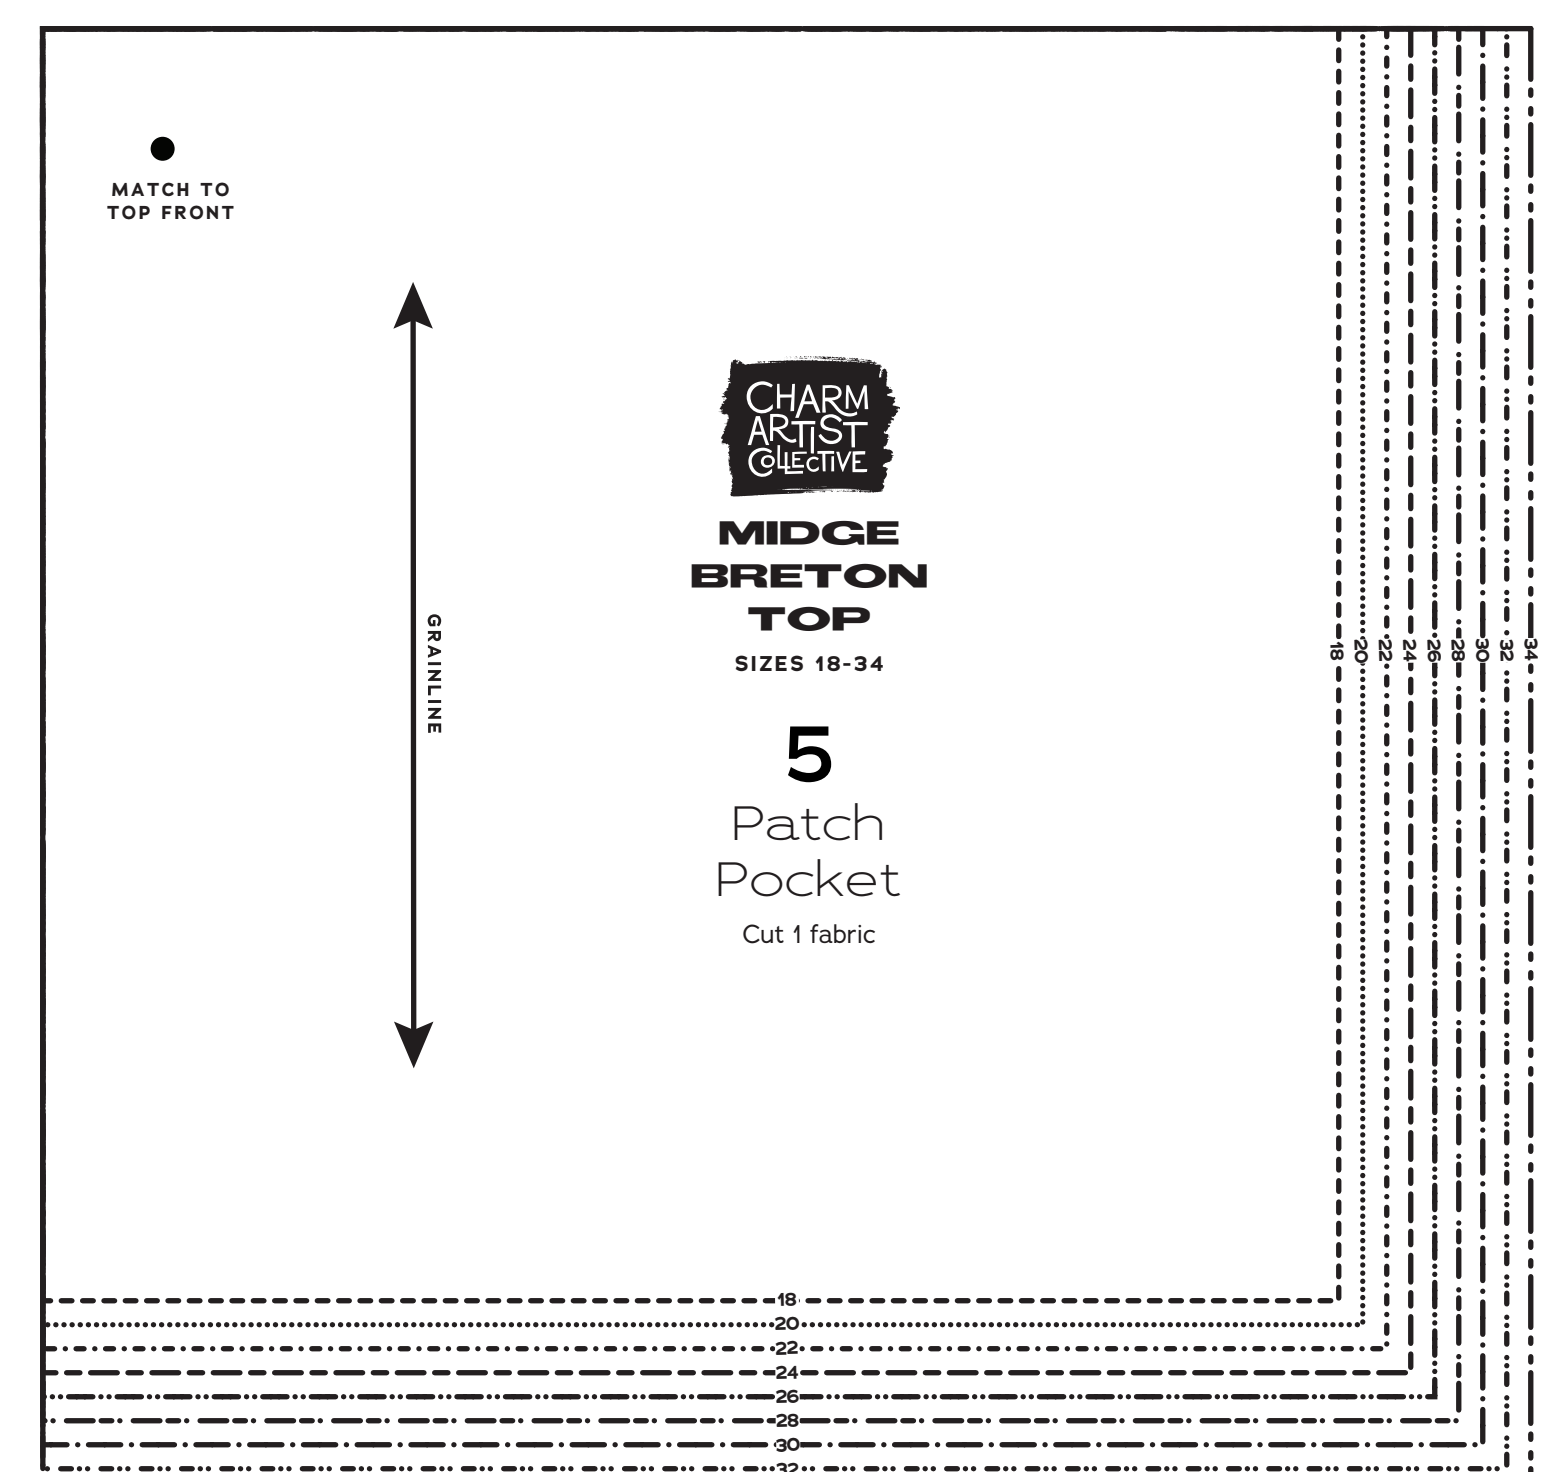 MATCH TO
TOP FRONT
GRAINLINE
CHARM
ARTIST
COLLECTIVE
MIDGE
BRETON
TOP
SIZES 18-34
5
Patch
Pocket
Cut 1 fabric
18 20 22 24 26 28 30 32 34
18
20
22
24
26
28
30
32